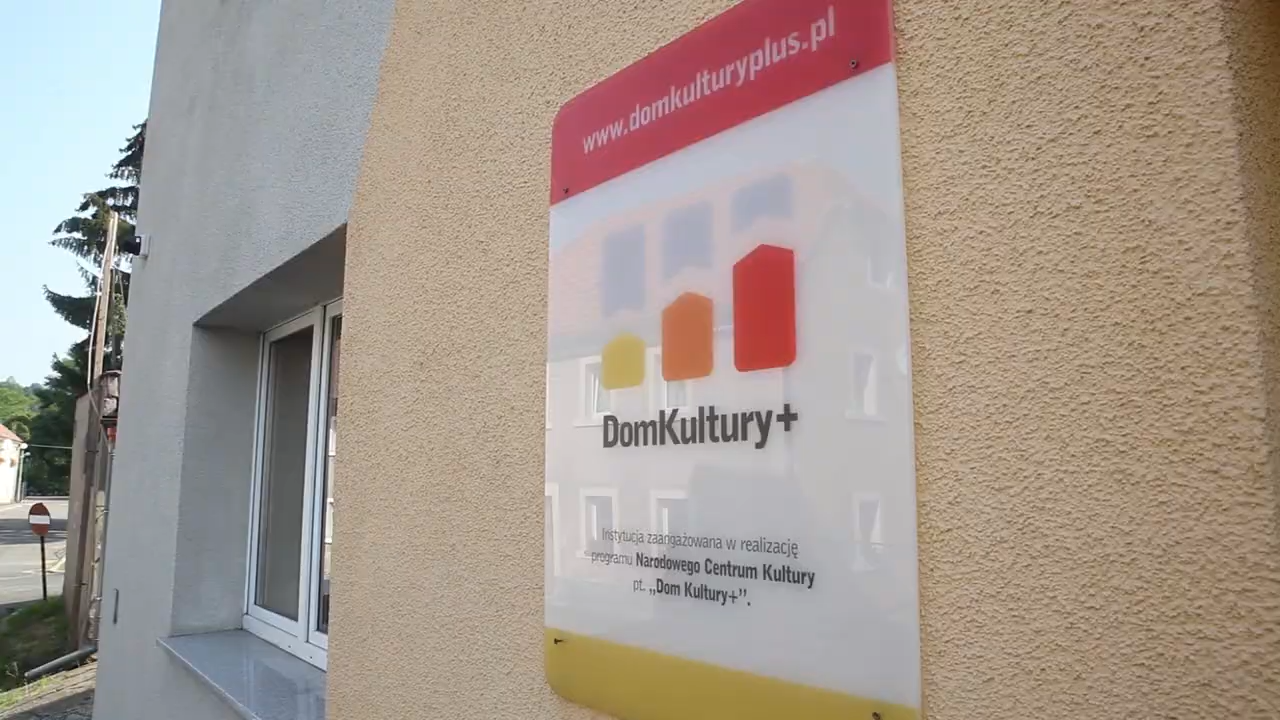 www.domkulturyplus.pl
DomKultury+
Instytucja zaangażowana w realizację
programu Narodowego Centrum Kultury
pt. „Dom Kultury+”.